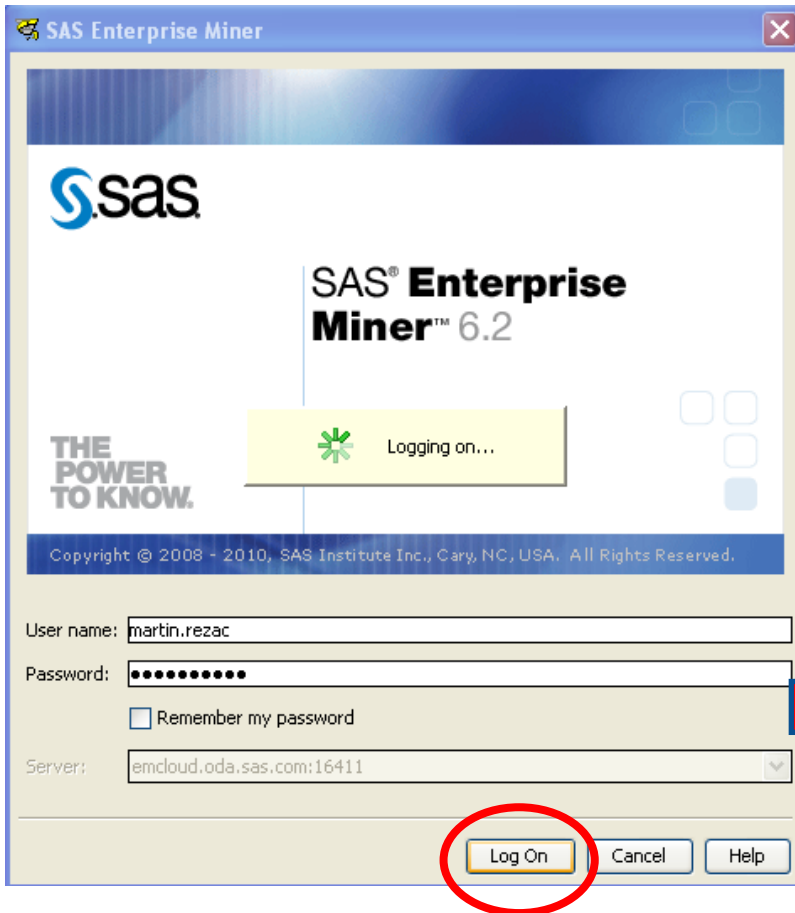 SAS Enterprise Miner
sas
SAS® Enterprise
Miner™ 6.2
Logging on...
THE
POWER
TO KNOW.
Copyright © 2008 - 2010, SAS Institute Inc., Cary, NC, USA. All Rights Reserved.
User name: martin.rezac
Password: ●●●●●●●●●●
Remember my password
Server: emcloud.oda.sas.com:16411
Log On Cancel Help